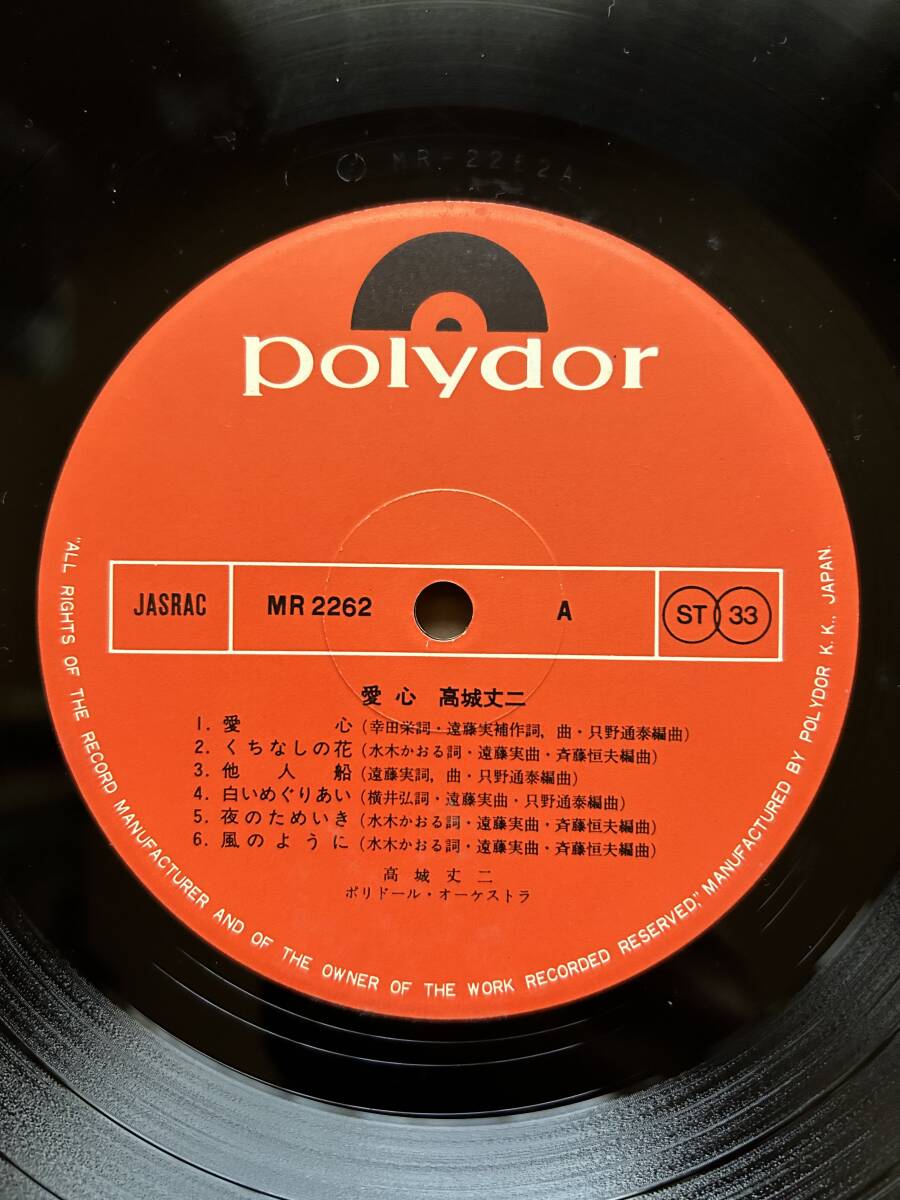 polydor
JASRAC MR 2262 A ST 33
愛心 高城丈二
1. 愛心 (幸田栄詞・遠藤実補作詞, 曲・只野通泰編曲)
2. くちなしの花 (水木かおる詞・遠藤実曲・斉藤恒夫編曲)
3. 他人船 (遠藤実詞, 曲・只野通泰編曲)
4. 白いめぐりあい (横井弘詞・遠藤実曲・只野通泰編曲)
5. 夜のためいき (水木かおる詞・遠藤実曲・斉藤恒夫編曲)
6. 風のように (水木かおる詞・遠藤実曲・斉藤恒夫編曲)
高城丈二
ポリドール・オーケストラ
"ALL RIGHTS OF THE RECORD MANUFACTURER AND OF THE OWNER OF THE WORK RECORDED RESERVED," MANUFACTURED BY POLYDOR K.K., JAPAN.